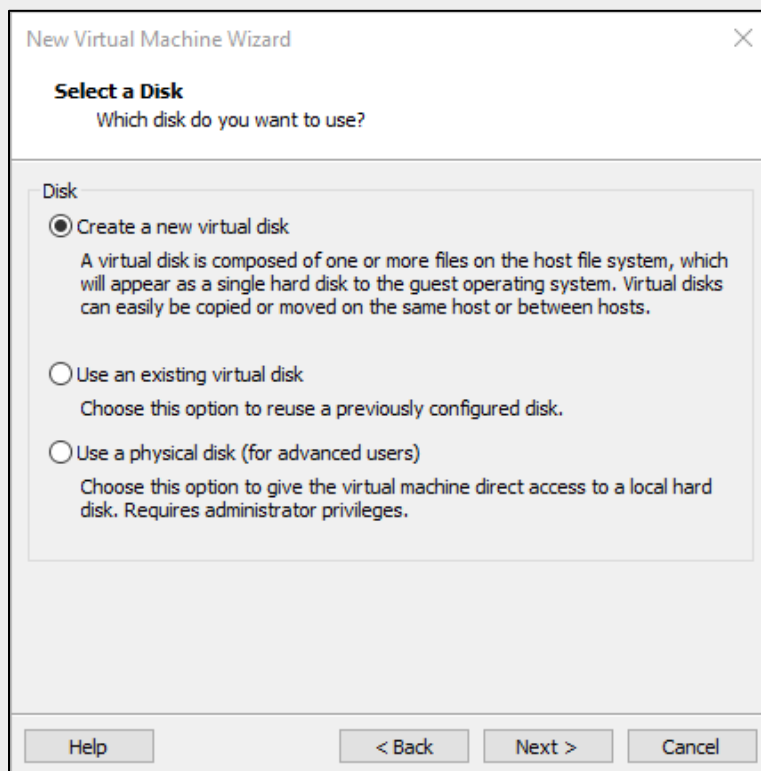 New Virtual Machine Wizard
Select a Disk
Which disk do you want to use?
Disk
Create a new virtual disk
A virtual disk is composed of one or more files on the host file system, which
will appear as a single hard disk to the guest operating system. Virtual disks
can easily be copied or moved on the same host or between hosts.
Use an existing virtual disk
Choose this option to reuse a previously configured disk.
Use a physical disk (for advanced users)
Choose this option to give the virtual machine direct access to a local hard
disk. Requires administrator privileges.
Help < Back Next > Cancel